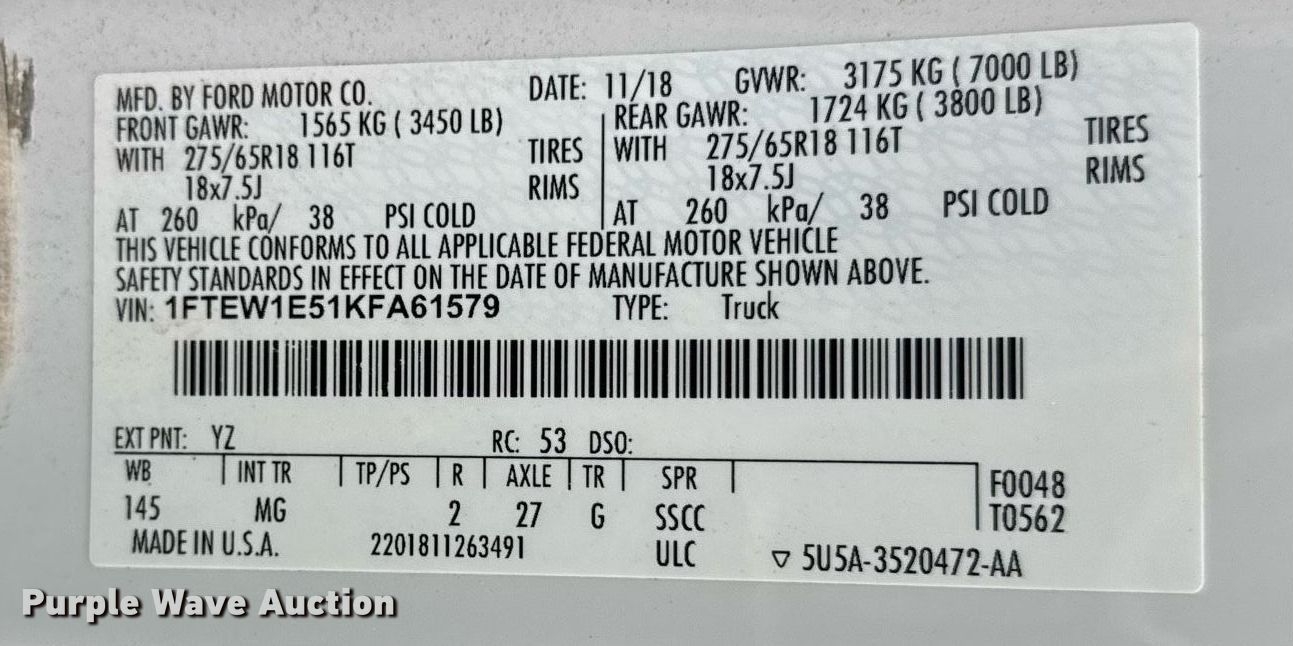 MFD. BY FORD MOTOR CO. DATE: 11/18 GVWR: 3175 KG ( 7000 LB)
FRONT GAWR: 1565 KG ( 3450 LB) REAR GAWR: 1724 KG ( 3800 LB)
WITH 275/65R18 116T TIRES WITH 275/65R18 116T TIRES
18x7.5J RIMS 18x7.5J RIMS
AT 260 kPa/ 38 PSI COLD AT 260 kPa/ 38 PSI COLD
THIS VEHICLE CONFORMS TO ALL APPLICABLE FEDERAL MOTOR VEHICLE
SAFETY STANDARDS IN EFFECT ON THE DATE OF MANUFACTURE SHOWN ABOVE.
VIN: 1FTEW1E51KFA61579 TYPE: Truck
EXT PNT: YZ RC: 53 DSO:
WB INT TR TP/PS R AXLE TR SPR F0048
145 MG 2 27 G SSCC T0562
MADE IN U.S.A. 2201811263491 ULC ▽ 5U5A-3520472-AA
Purple Wave Auction